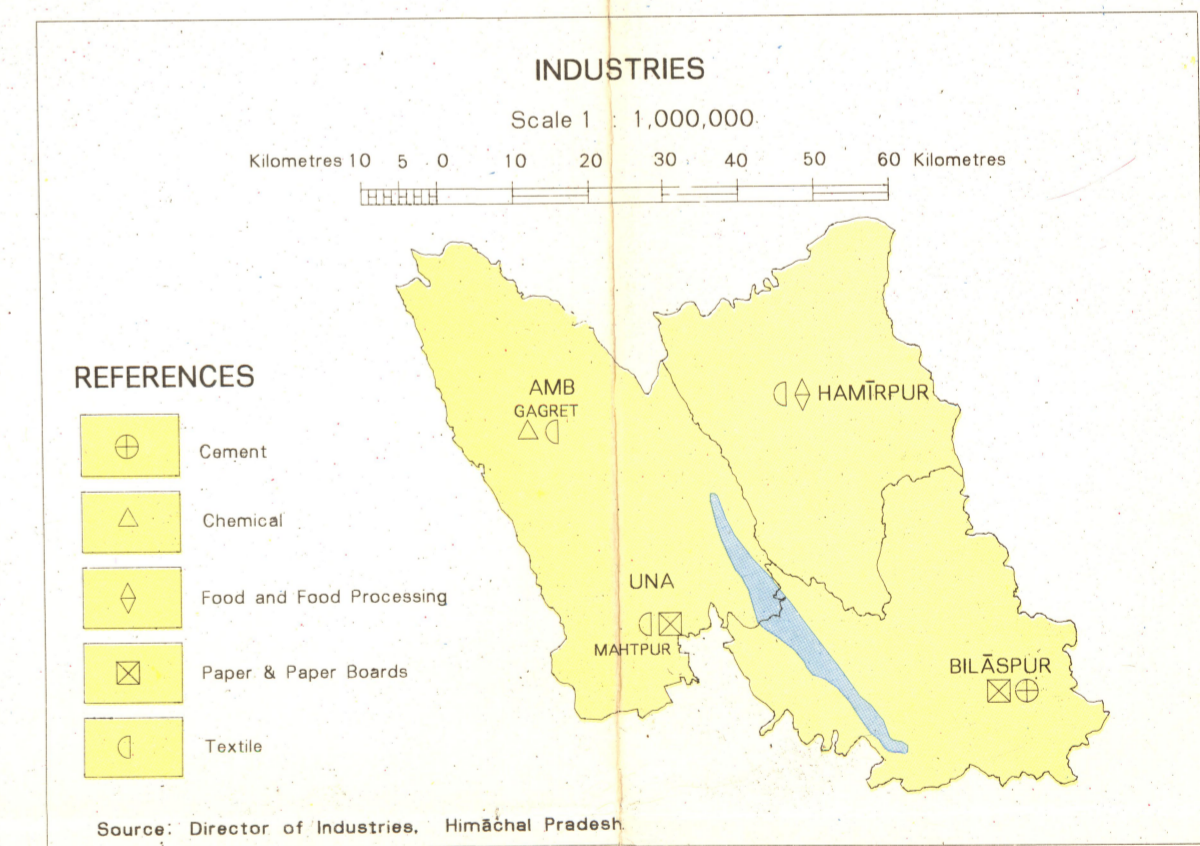 INDUSTRIES
Scale 1 : 1,000,000
Kilometres 10 5 0 10 20 30 40 50 60 Kilometres
REFERENCES
Cement
Chemical
Food and Food Processing
Paper & Paper Boards
Textile
AMB
GAGRET
HAMĪRPUR
UNA
MAHTPUR
BILĀSPUR
Source: Director of Industries, Himāchal Pradesh.